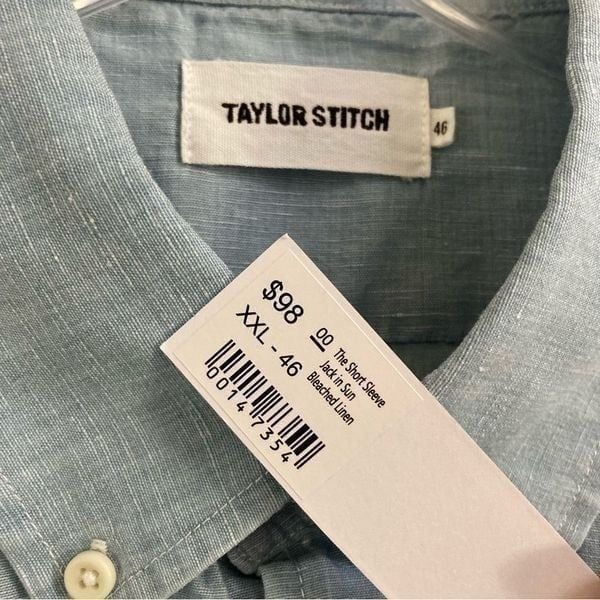 TAYLOR STITCH
46
$98 00
XXL - 46
The Short Sleeve
Jack in Sun
Bleached Linen
00147354